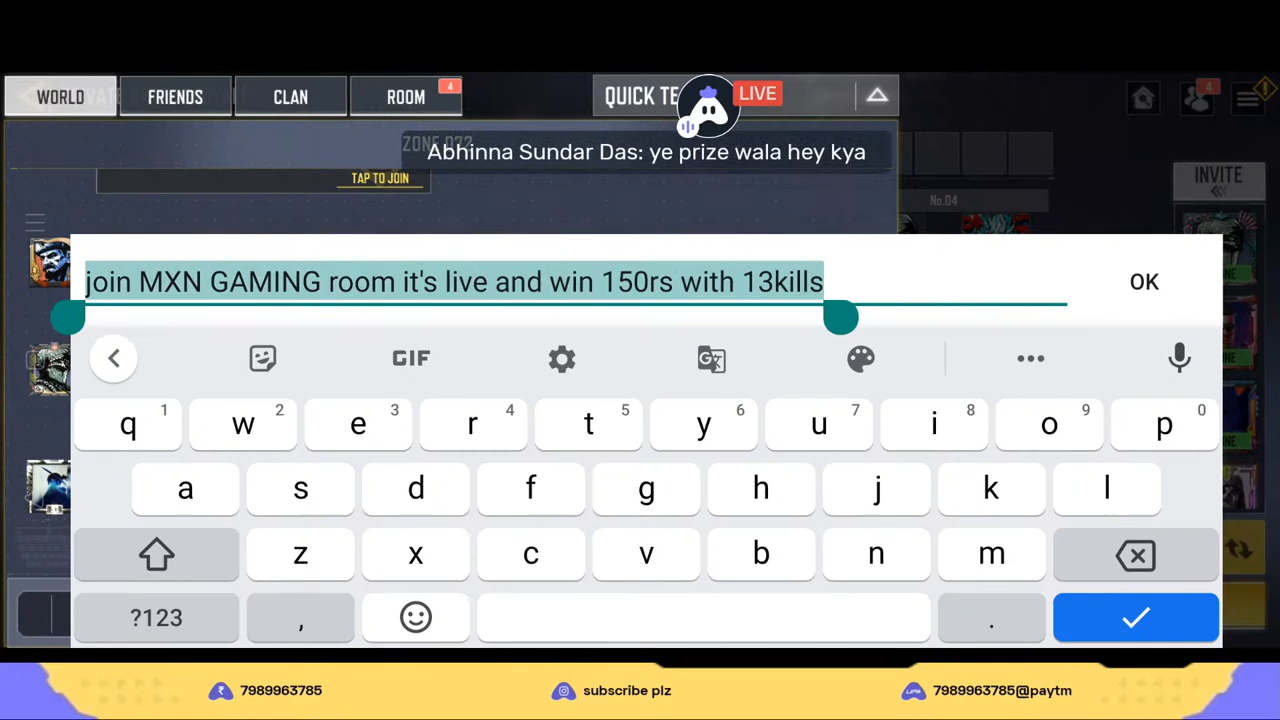 WORLD
FRIENDS
CLAN
ROOM
4
QUICK TE
LIVE
4
Abhinna Sundar Das: ye prize wala hey kya
TAP TO JOIN
No.04
INVITE
join MXN GAMING room it's live and win 150rs with 13kills
OK
GIF
q 1 w 2 e 3 r 4 t 5 y 6 u 7 i 8 o 9 p 0
a s d f g h j k l
z x c v b n m
?123 , .
7989963785
subscribe plz
7989963785@paytm